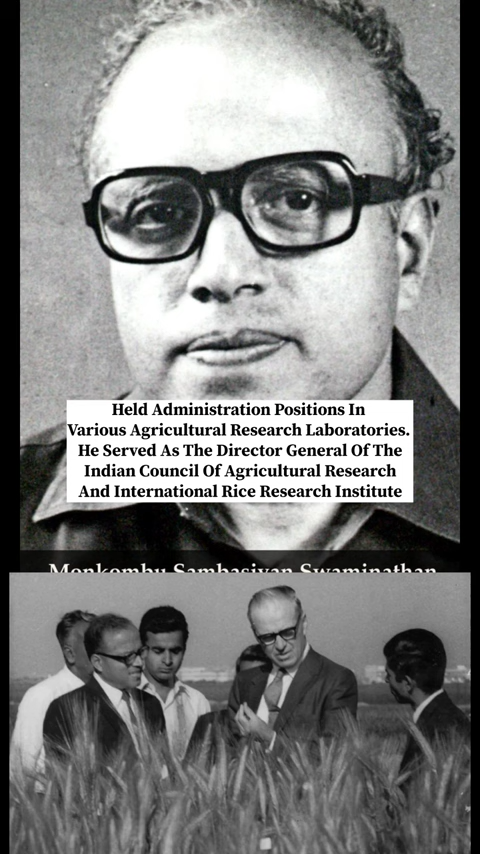 Held Administration Positions In
Various Agricultural Research Laboratories.
He Served As The Director General Of The
Indian Council Of Agricultural Research
And International Rice Research Institute
Monkombu Sambasivan Swaminathan